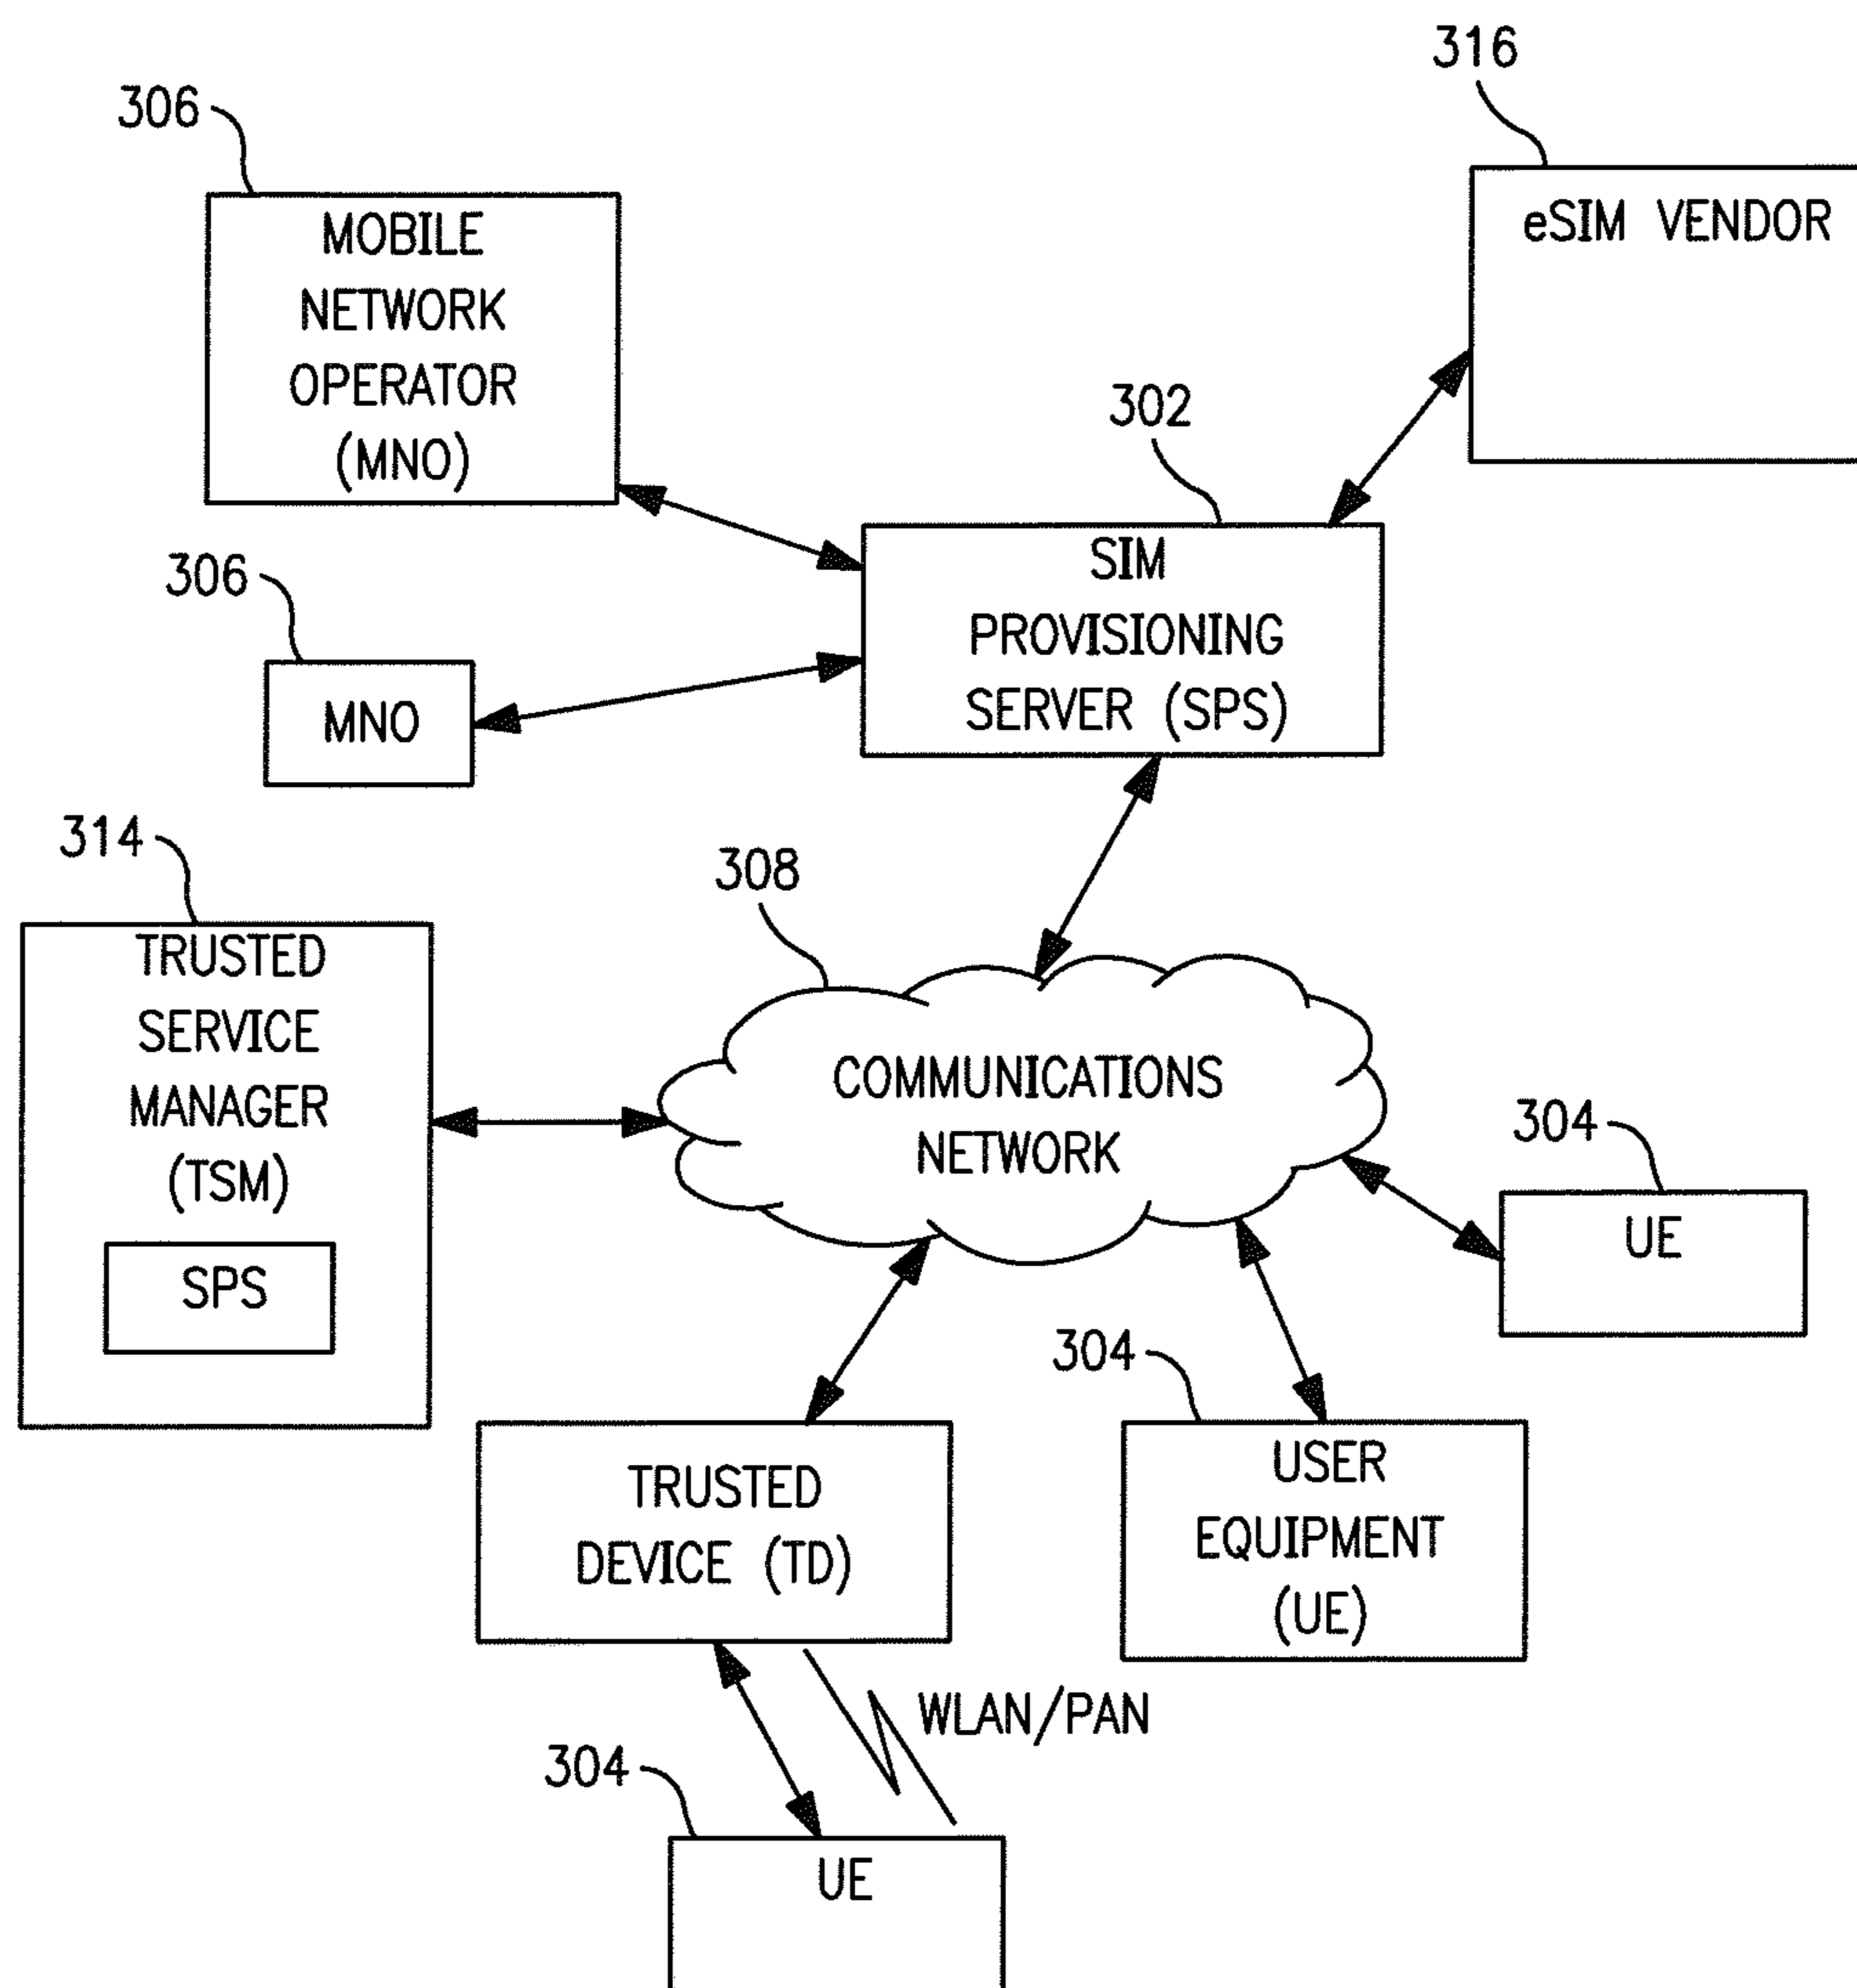 316
306
MOBILE
NETWORK
OPERATOR
(MNO)
eSIM VENDOR
302
SIM
PROVISIONING
SERVER (SPS)
306
MNO
314
TRUSTED
SERVICE
MANAGER
(TSM)
SPS
308
COMMUNICATIONS
NETWORK
304
UE
304
USER
EQUIPMENT
(UE)
TRUSTED
DEVICE (TD)
WLAN/PAN
304
UE